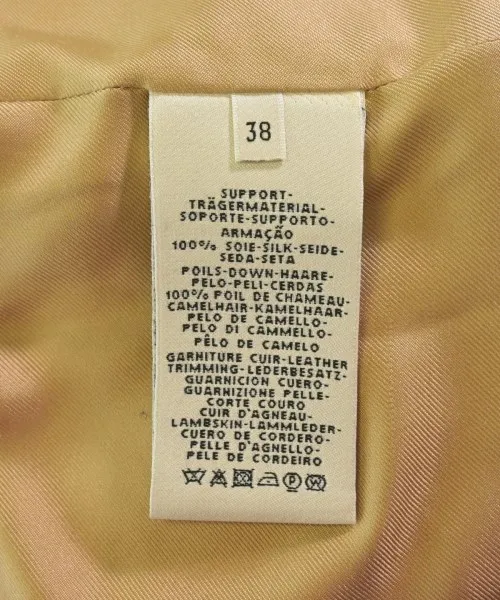 38
SUPPORT-
TRÄGERMATERIAL-
SOPORTE-SUPPORTO-
ARMAÇÃO
100% SOIE-SILK-SEIDE-
SEDA-SETA
POILS-DOWN-HAARE-
PELO-PELI-CERDAS
100% POIL DE CHAMEAU-
CAMELHAIR-KAMELHAAR-
PELO DE CAMELLO-
PELO DI CAMMELLO-
PÊLO DE CAMELO
GARNITURE CUIR-LEATHER
TRIMMING-LEDERBESATZ-
GUARNICION CUERO-
GUARNIZIONE PELLE-
CORTE COURO
CUIR D'AGNEAU-
LAMBSKIN-LAMMLEDER-
CUERO DE CORDERO-
PELLE D'AGNELLO-
PELE DE CORDEIRO
P W